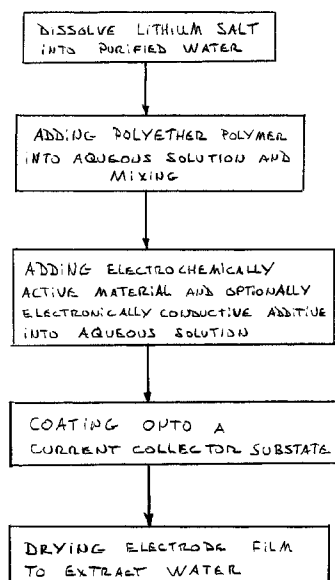 DISSOLVE LITHIUM SALT
INTO PURIFIED WATER
ADDING POLYETHER POLYMER
INTO AQUEOUS SOLUTION AND
MIXING
ADDING ELECTROCHEMICALLY
ACTIVE MATERIAL AND OPTIONALLY
ELECTRONICALLY CONDUCTIVE ADDITIVE
INTO AQUEOUS SOLUTION
COATING ONTO A
CURRENT COLLECTOR SUBSTATE
DRYING ELECTRODE FILM
TO EXTRACT WATER